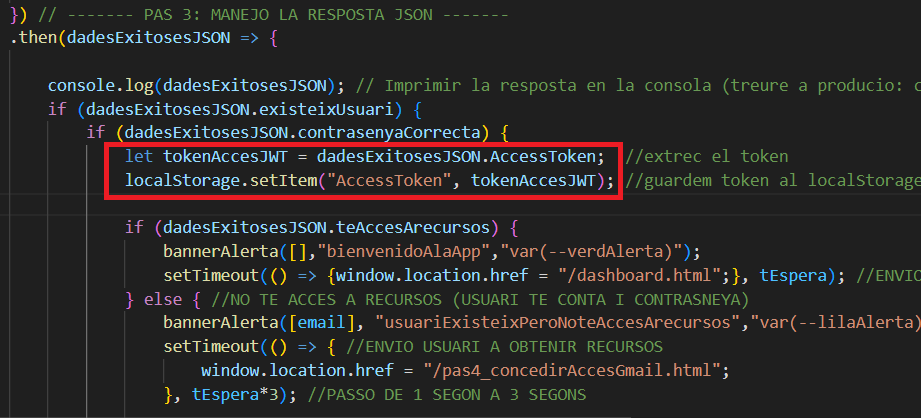 }) // ------- PAS 3: MANEJO LA RESPOSTA JSON -------
.then(dadesExitosesJSON => {
console.log(dadesExitosesJSON); // Imprimir la resposta en la consola (treure a producio:
if (dadesExitosesJSON.existeixUsuari) {
if (dadesExitosesJSON.contrasenyaCorrecta) {
let tokenAccesJWT = dadesExitosesJSON.AccessToken; //extrec el token
localStorage.setItem("AccessToken", tokenAccesJWT); //guardem token al localStorage
if (dadesExitosesJSON.teAccesArecursos) {
bannerAlerta([],"bienvenidoAlaApp","var(--verdAlerta)");
setTimeout(() => {window.location.href = "/dashboard.html";}, tEspera); //ENVIO
} else { //NO TE ACCES A RECURSOS (USUARI TE CONTA I CONTRASNEYA)
bannerAlerta([email], "usuariExisteixPeroNoteAccesArecursos","var(--lilaAlerta)
setTimeout(() => { //ENVIO USUARI A OBTENIR RECURSOS
window.location.href = "/pas4_concedirAccesGmail.html";
}, tEspera*3); //PASSO DE 1 SEGON A 3 SEGONS